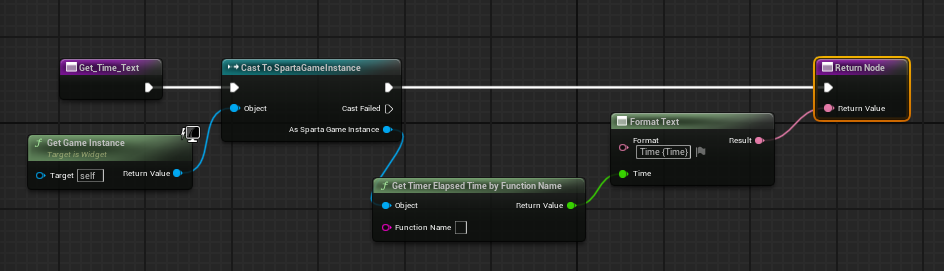 Get_Time_Text
Cast To SpartaGameInstance
Object
Cast Failed
As Sparta Game Instance
f Get Game Instance
Target is Widget
Target self
Return Value
f Get Timer Elapsed Time by Function Name
Object
Return Value
Function Name
Format Text
Format
Time {Time}
Result
Time
Return Node
Return Value